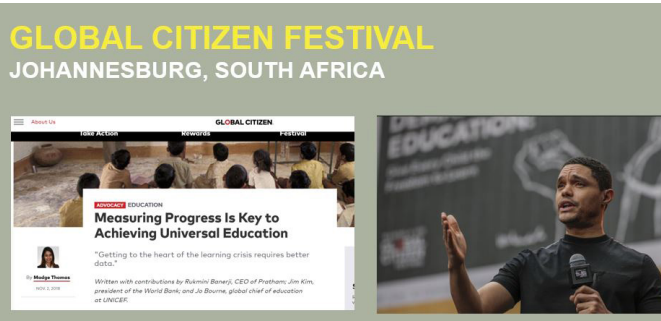 GLOBAL CITIZEN FESTIVAL
JOHANNESBURG, SOUTH AFRICA
About Us
GLOBAL CITIZEN
Take Action Rewards Festival
ADVOCACY EDUCATION
Measuring Progress Is Key to
Achieving Universal Education
"Getting to the heart of the learning crisis requires better
data."
By Madge Thomas
NOV 2, 2018
Written with contributions by Rukmini Banerji, CEO of Pratham; Jim Kim,
president of the World Bank; and Jo Bourne, global chief of education
at UNICEF.
EDUCATION